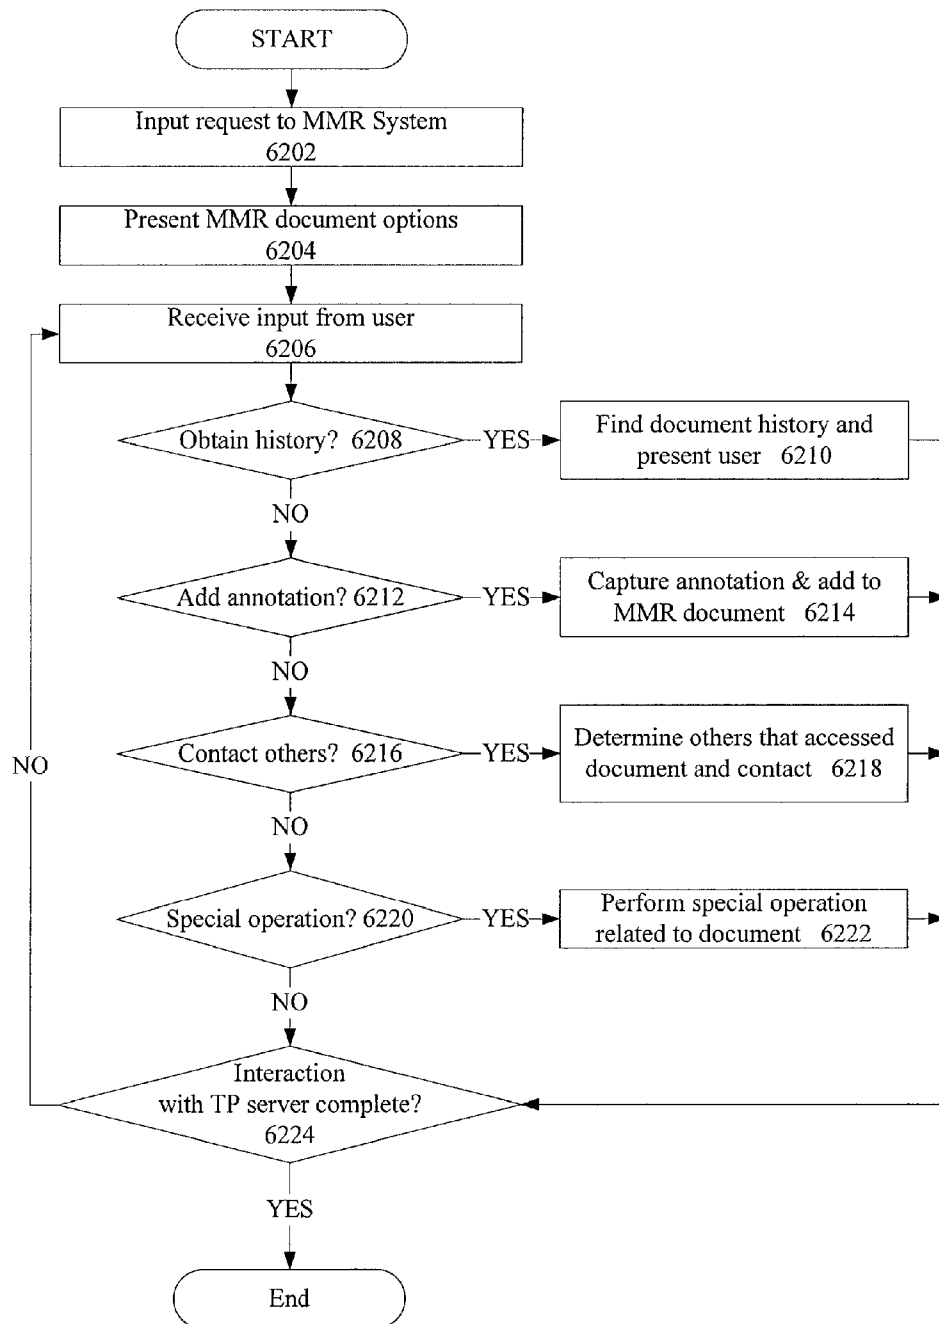 START
Input request to MMR System
6202
Present MMR document options
6204
Receive input from user
6206
Obtain history? 6208
YES
Find document history and
present user 6210
NO
Add annotation? 6212
YES
Capture annotation & add to
MMR document 6214
NO
Contact others? 6216
YES
Determine others that accessed
document and contact 6218
NO
NO
Special operation? 6220
YES
Perform special operation
related to document 6222
NO
Interaction
with TP server complete?
6224
YES
End